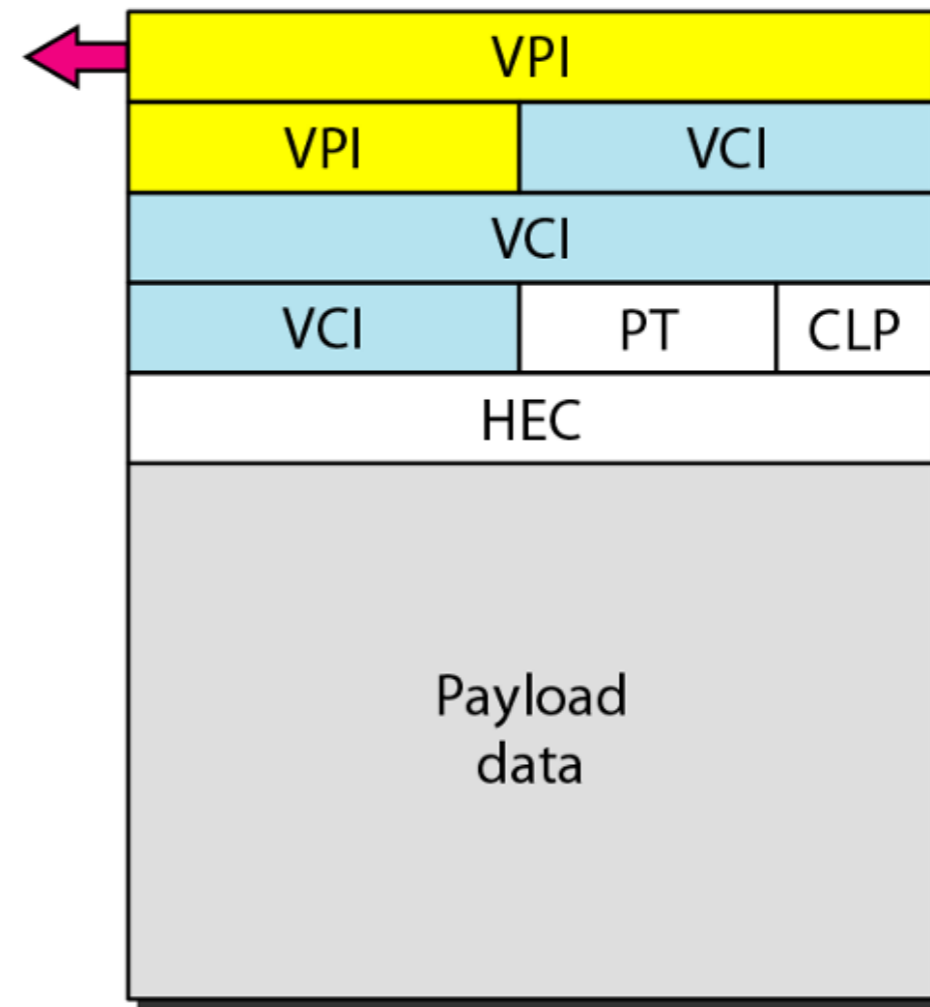 VPI
VPI VCI
VCI
VCI PT CLP
HEC
Payload
data